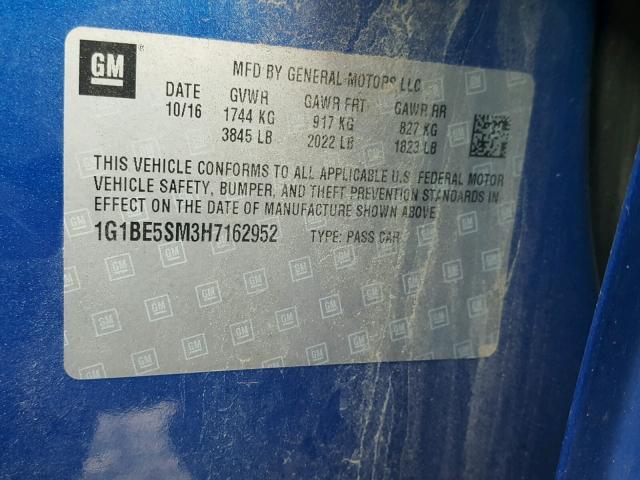 GM
MFD BY GENERAL MOTORS LLC
DATE GVWR GAWR FRT GAWR RR
10/16 1744 KG 917 KG 827 KG
3845 LB 2022 LB 1823 LB
THIS VEHICLE CONFORMS TO ALL APPLICABLE U.S. FEDERAL MOTOR
VEHICLE SAFETY, BUMPER, AND THEFT PREVENTION STANDARDS IN
EFFECT ON THE DATE OF MANUFACTURE SHOWN ABOVE.
1G1BE5SM3H7162952 TYPE: PASS CAR